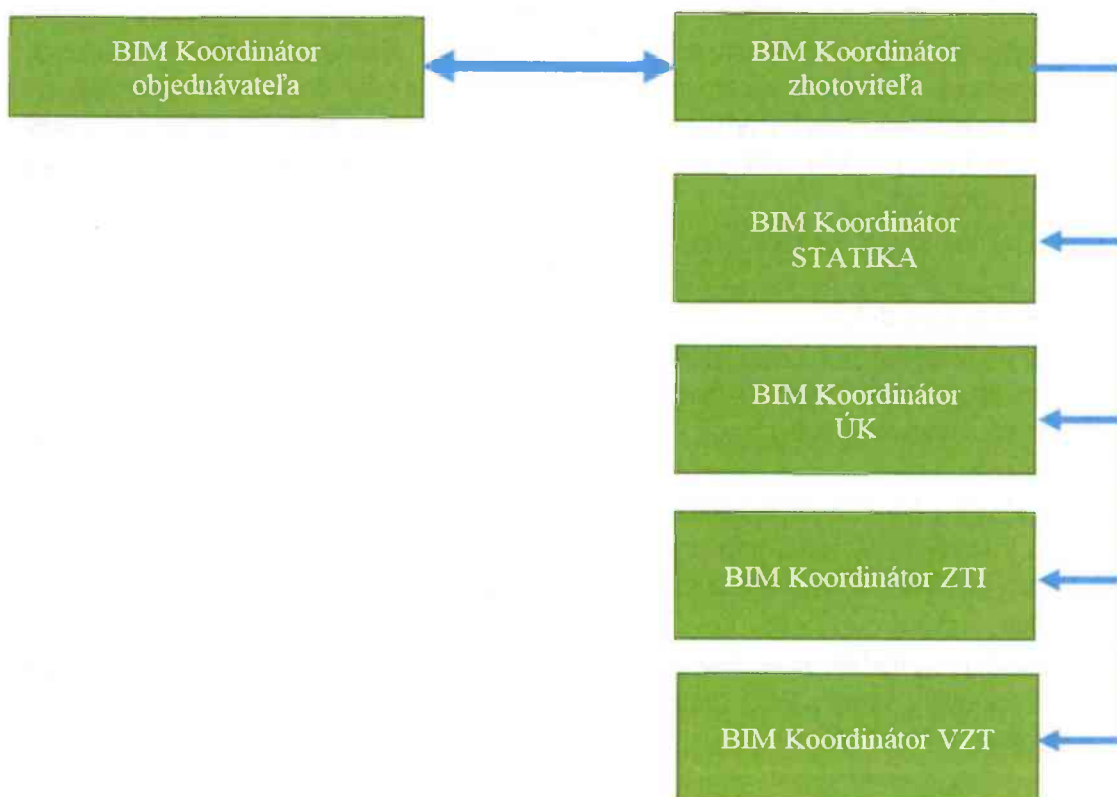 BIM Koordinátor
objednávateľa
BIM Koordinátor
zhotoviteľa
BIM Koordinátor
STATIKA
BIM Koordinátor
ÚK
BIM Koordinátor ZTI
BIM Koordinátor VZT